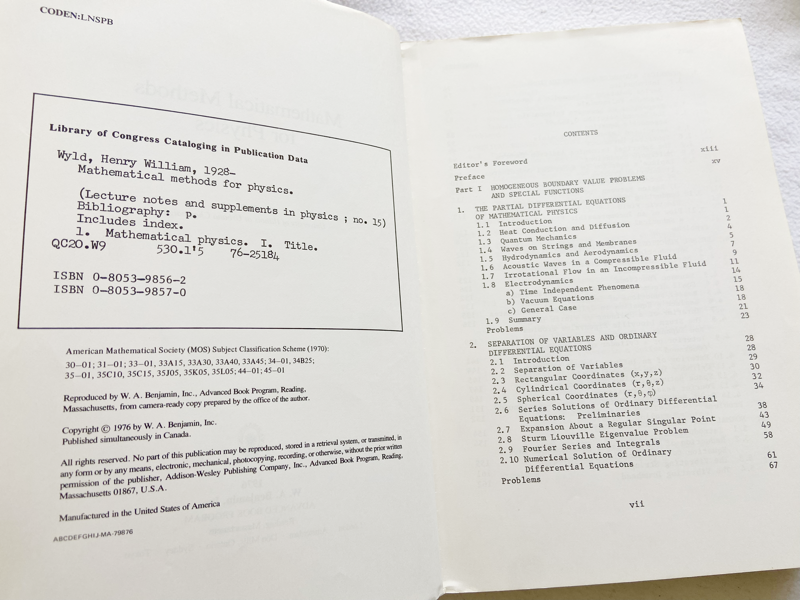 CODEN:LNSPB
Library of Congress Cataloging in Publication Data
Wyld, Henry William, 1928-
Mathematical methods for physics.
(Lecture notes and supplements in physics ; no. 15)
Bibliography: p.
Includes index.
1. Mathematical physics. I. Title.
QC20.W9 530.1'5 76-25184
ISBN 0-8053-9856-2
ISBN 0-8053-9857-0
American Mathematical Society (MOS) Subject Classification Scheme (1970):
30-01; 31-01; 33-01, 33A15, 33A30, 33A40, 33A45; 34-01, 34B25;
35-01, 35C10, 35C15, 35J05, 35K05, 35L05; 44-01; 45-01
Reproduced by W. A. Benjamin, Inc., Advanced Book Program, Reading,
Massachusetts, from camera-ready copy prepared by the office of the author.
Copyright © 1976 by W. A. Benjamin, Inc.
Published simultaneously in Canada.
All rights reserved. No part of this publication may be reproduced, stored in a retrieval system, or transmitted, in
any form or by any means, electronic, mechanical, photocopying, recording, or otherwise, without the prior written
permission of the publisher, Addison-Wesley Publishing Company, Inc., Advanced Book Program, Reading,
Massachusetts 01867, U.S.A.
Manufactured in the United States of America
ABCDEFGHIJ-MA-79876
CONTENTS
Editor's Foreword xiii
Preface xv
Part I HOMOGENEOUS BOUNDARY VALUE PROBLEMS
AND SPECIAL FUNCTIONS
1. THE PARTIAL DIFFERENTIAL EQUATIONS
OF MATHEMATICAL PHYSICS 1
1.1 Introduction 1
1.2 Heat Conduction and Diffusion 2
1.3 Quantum Mechanics 4
1.4 Waves on Strings and Membranes 5
1.5 Hydrodynamics and Aerodynamics 7
1.6 Acoustic Waves in a Compressible Fluid 9
1.7 Irrotational Flow in an Incompressible Fluid 11
1.8 Electrodynamics 14
a) Time Independent Phenomena 15
b) Vacuum Equations 18
c) General Case 18
1.9 Summary 21
Problems 23
2. SEPARATION OF VARIABLES AND ORDINARY
DIFFERENTIAL EQUATIONS 28
2.1 Introduction 28
2.2 Separation of Variables 29
2.3 Rectangular Coordinates (x,y,z) 30
2.4 Cylindrical Coordinates (r,θ,z) 32
2.5 Spherical Coordinates (r,θ,φ) 34
2.6 Series Solutions of Ordinary Differential
Equations: Preliminaries 38
2.7 Expansion About a Regular Singular Point 43
2.8 Sturm Liouville Eigenvalue Problem 49
2.9 Fourier Series and Integrals 58
2.10 Numerical Solution of Ordinary
Differential Equations 61
Problems 67
vii